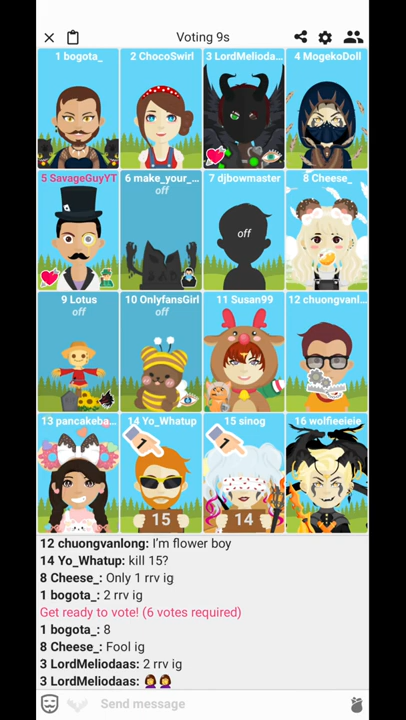 Voting 9s
1 bogota_
2 ChocoSwirl
3 LordMelioda...
4 MogekoDoll
5 SavageGuyYT
6 make_your_...
off
7 djbowmaster
off
8 Cheese_
9 Lotus
off
10 OnlyfansGirl
off
11 Susan99
12 chuongvanl...
13 pancakeba...
14 Yo_Whatup
1
15
15 sinog
1
14
16 wolfieeieie
12 chuongvanlong: I'm flower boy
14 Yo_Whatup: kill 15?
8 Cheese_: Only 1 rrv ig
1 bogota_: 2 rrv ig
Get ready to vote! (6 votes required)
1 bogota_: 8
8 Cheese_: Fool ig
3 LordMeliodaas: 2 rrv ig
3 LordMeliodaas: 🤦‍♀️🤦‍♀️
Send message